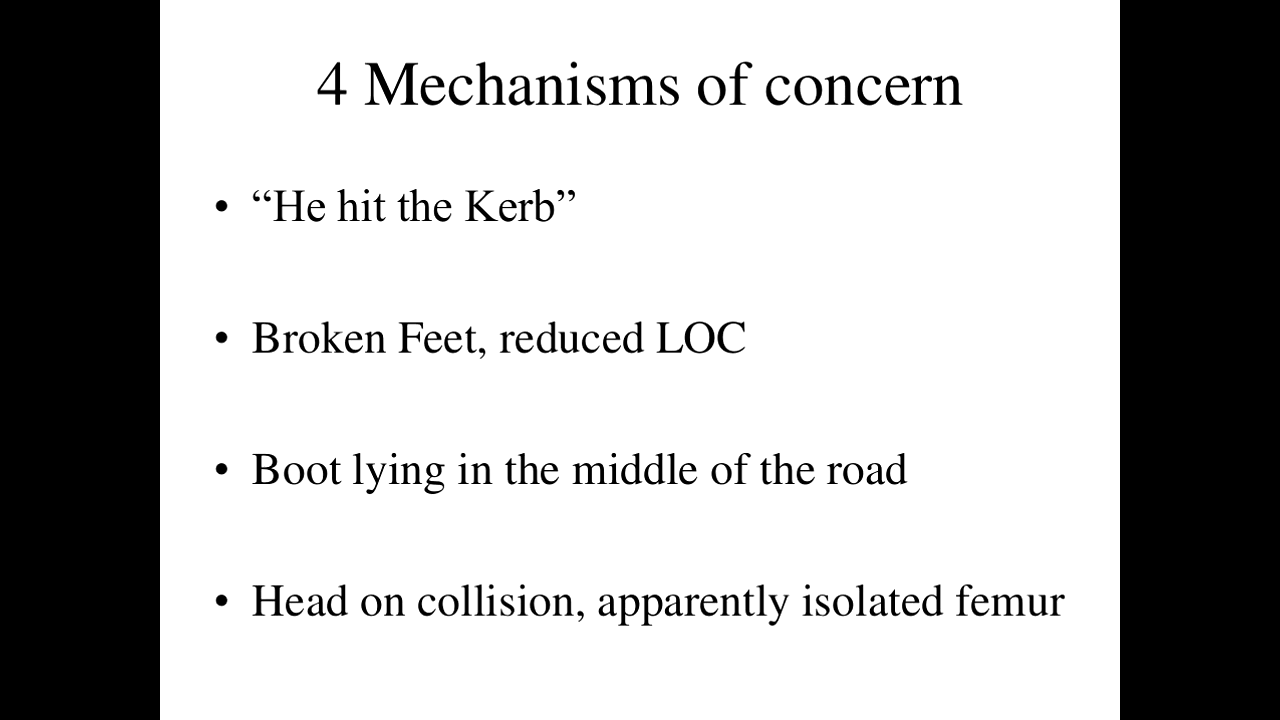 4 Mechanisms of concern
• “He hit the Kerb”
• Broken Feet, reduced LOC
• Boot lying in the middle of the road
• Head on collision, apparently isolated femur